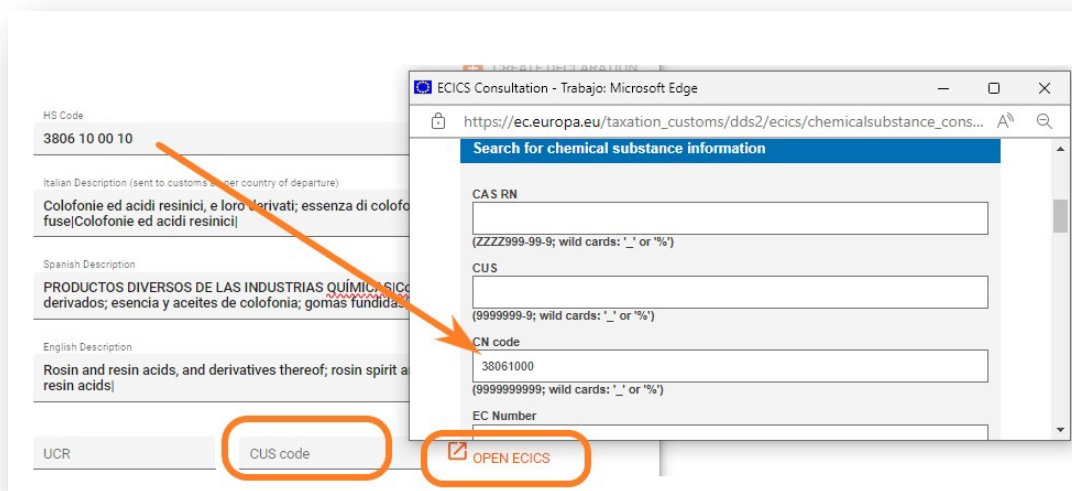 CREATE DECLARATION
HS Code
3806 10 00 10
Italian Description (sent to customs as per country of departure)
Colofonie ed acidi resinici, e loro derivati; essenza di colofo
fuse|Colofonie ed acidi resinici|
Spanish Description
PRODUCTOS DIVERSOS DE LAS INDUSTRIAS QUÍMICAS|Co
derivados; esencia y aceites de colofonia; gomas fundidas
English Description
Rosin and resin acids, and derivatives thereof; rosin spirit a
resin acids|
UCR
CUS code
OPEN ECICS
ECICS Consultation - Trabajo: Microsoft Edge
https://ec.europa.eu/taxation_customs/dds2/ecics/chemicalsubstance_cons...
Search for chemical substance information
CAS RN
(ZZZZ999-99-9; wild cards: '_' or '%')
CUS
(9999999-9; wild cards: '_' or '%')
CN code
38061000
(9999999999; wild cards: '_' or '%')
EC Number